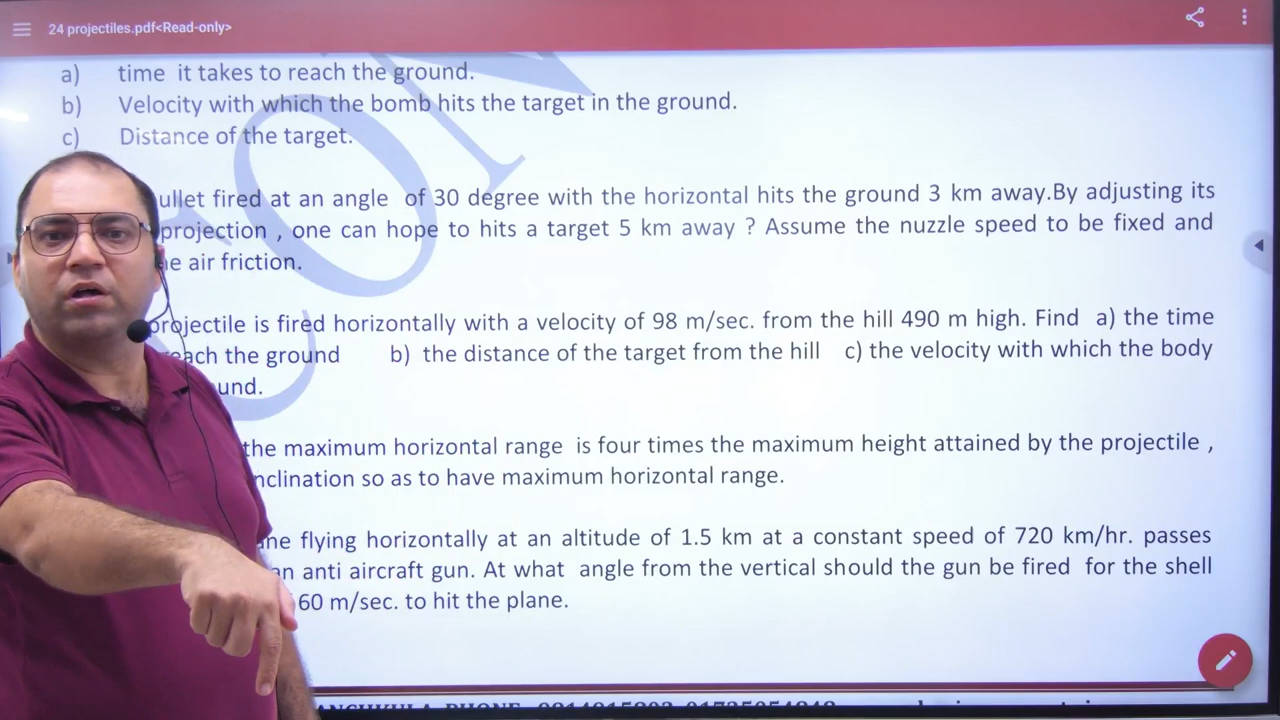 24 projectiles.pdf<Read-only>
a) time it takes to reach the ground.
b) Velocity with which the bomb hits the target in the ground.
c) Distance of the target.
ullet fired at an angle of 30 degree with the horizontal hits the ground 3 km away.By adjusting its
projection , one can hope to hits a target 5 km away ? Assume the nuzzle speed to be fixed and
air friction.
projectile is fired horizontally with a velocity of 98 m/sec. from the hill 490 m high. Find a) the time
each the ground b) the distance of the target from the hill c) the velocity with which the body
und.
the maximum horizontal range is four times the maximum height attained by the projectile ,
nclination so as to have maximum horizontal range.
ne flying horizontally at an altitude of 1.5 km at a constant speed of 720 km/hr. passes
an anti aircraft gun. At what angle from the vertical should the gun be fired for the shell
60 m/sec. to hit the plane.